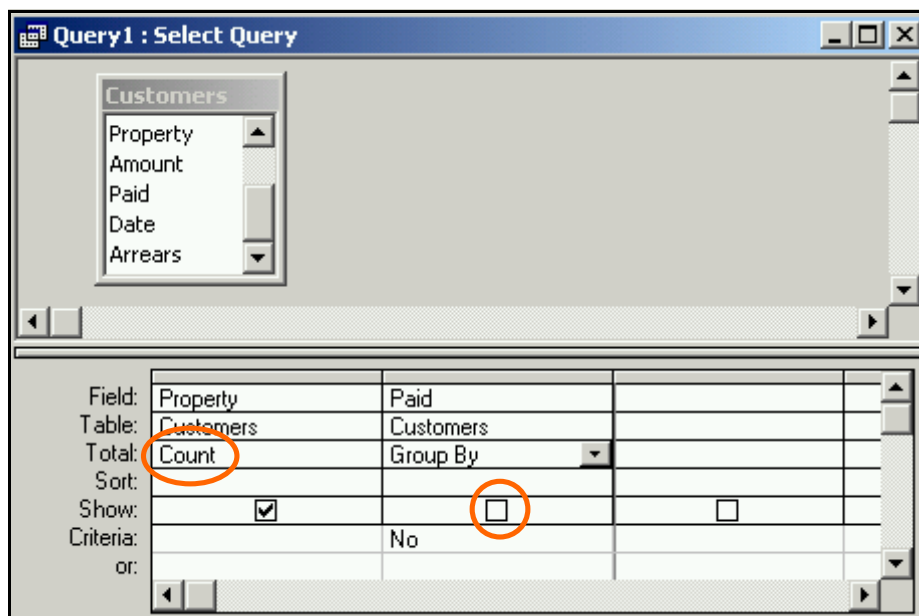 Query1 : Select Query
Customers
Property
Amount
Paid
Date
Arrears
Field: Property Paid
Table: Customers Customers
Total: Count Group By
Sort:
Show:
Criteria: No
or: